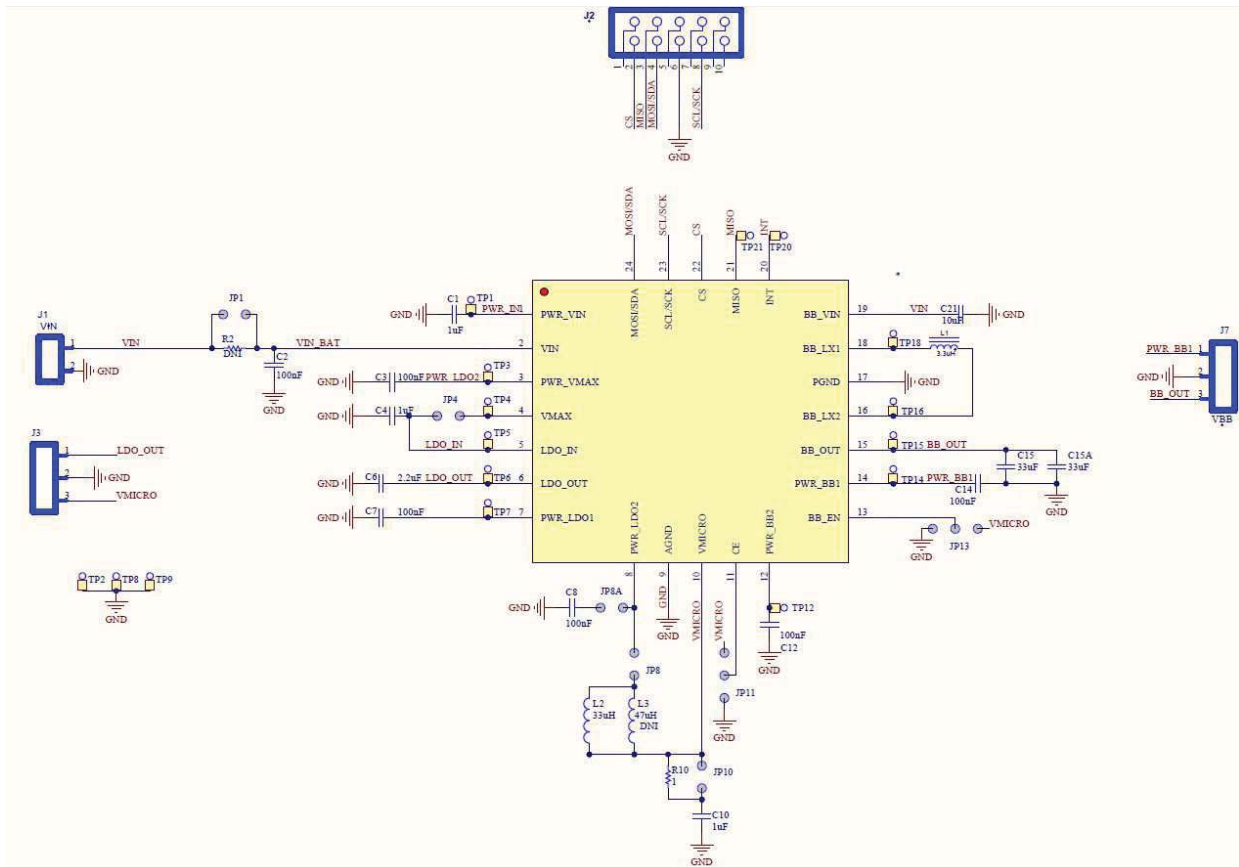 J2
1 2 3 4 5 6 7 8 9 10
CS
MISO
MOSI/SDA
SCL/SCK
GND
MOSI/SDA
SCL/SCK
CS
MISO
INT
TP21
TP20
24
23
22
21
20
MOSI/SDA
SCL/SCK
CS
MISO
INT
J1
VIN
1
2
GND
VIN
JP1
R2
DNI
VIN_BAT
C2
100nF
GND
GND
C1
1uF
TP1
PWR_IN1
PWR_VIN
2
VIN
GND
C3
100nF
PWR_LDO2
TP3
3
PWR_VMAX
GND
C4
1uF
JP4
TP4
4
VMAX
LDO_IN
TP5
5
LDO_IN
GND
C6
2.2uF
LDO_OUT
TP6
6
LDO_OUT
GND
C7
100nF
TP7
7
PWR_LDO1
J3
1
LDO_OUT
2
GND
3
VMICRO
TP2
TP8
TP9
GND
19
BB_VIN
VIN
C21
10uF
GND
18
BB_LX1
TP18
L1
3.3uH
17
PGND
GND
16
BB_LX2
TP16
15
BB_OUT
TP15
BB_OUT
C15
33uF
C15A
33uF
14
PWR_BB1
TP14
PWR_BB1
C14
100nF
GND
13
BB_EN
GND
JP13
VMICRO
J7
PWR_BB1
1
GND
2
BB_OUT
3
VBB
PWR_LDO2
AGND
VMICRO
CE
PWR_BB2
8
9
10
11
12
GND
C8
100nF
JP8A
GND
GND
VMICRO
VMICRO
TP12
100nF
C12
GND
JP8
JP11
GND
L2
33uH
L3
47uH
DNI
R10
1
JP10
C10
1uF
GND